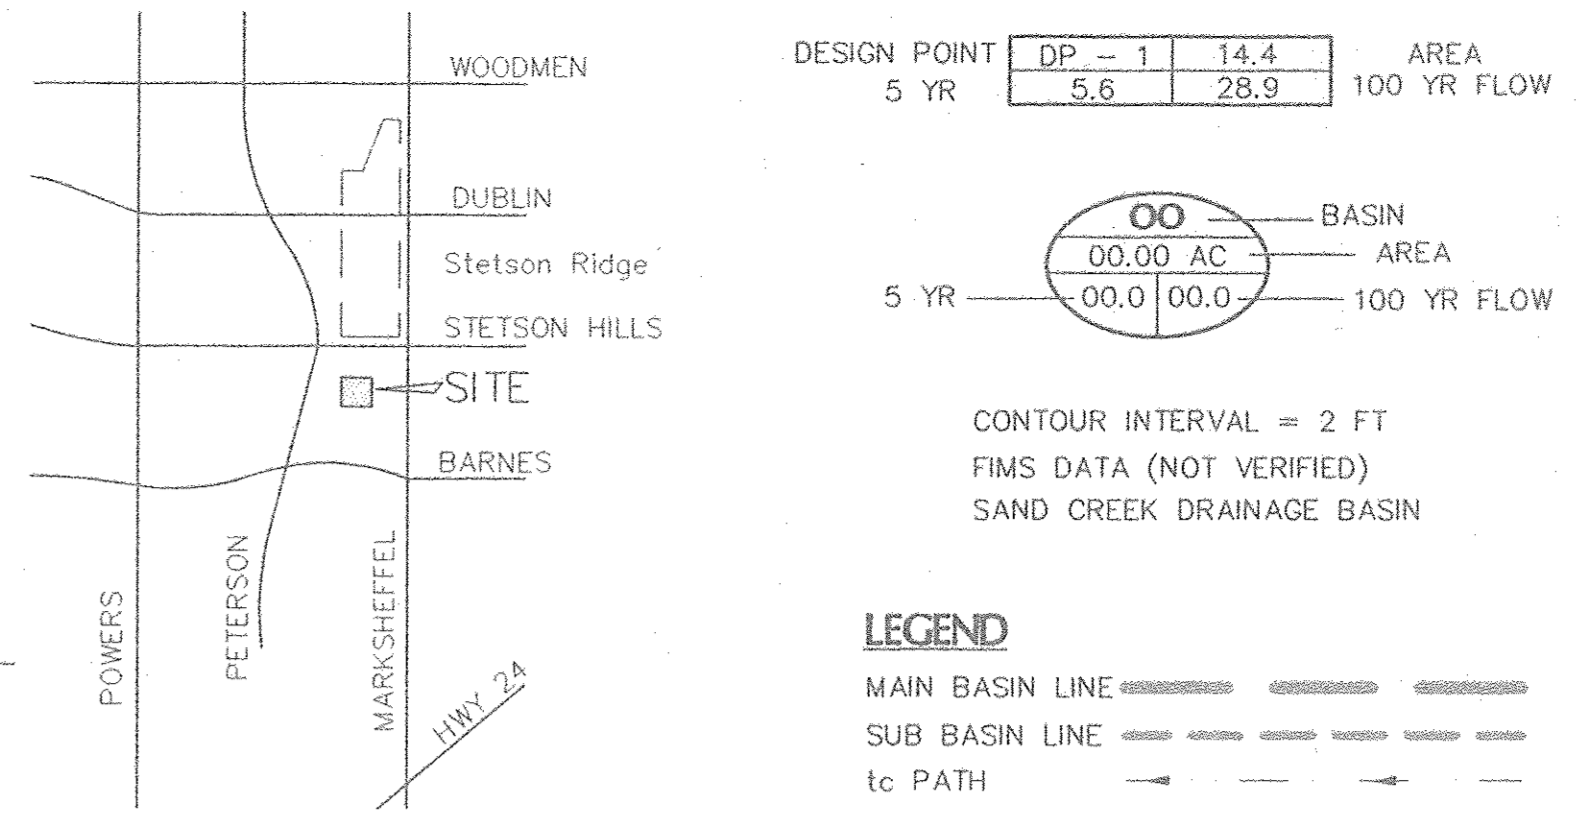 WOODMEN
DUBLIN
Stetson Ridge
STETSON HILLS
SITE
BARNES
POWERS
PETERSON
MARKSHEFFEL
HWY 24
DESIGN POINT DP - 1 14.4 AREA
5 YR 5.6 28.9 100 YR FLOW
00 BASIN
00.00 AC AREA
5 YR 00.0 00.0 100 YR FLOW
CONTOUR INTERVAL = 2 FT
FIMS DATA (NOT VERIFIED)
SAND CREEK DRAINAGE BASIN
LEGEND
MAIN BASIN LINE
SUB BASIN LINE
tc PATH